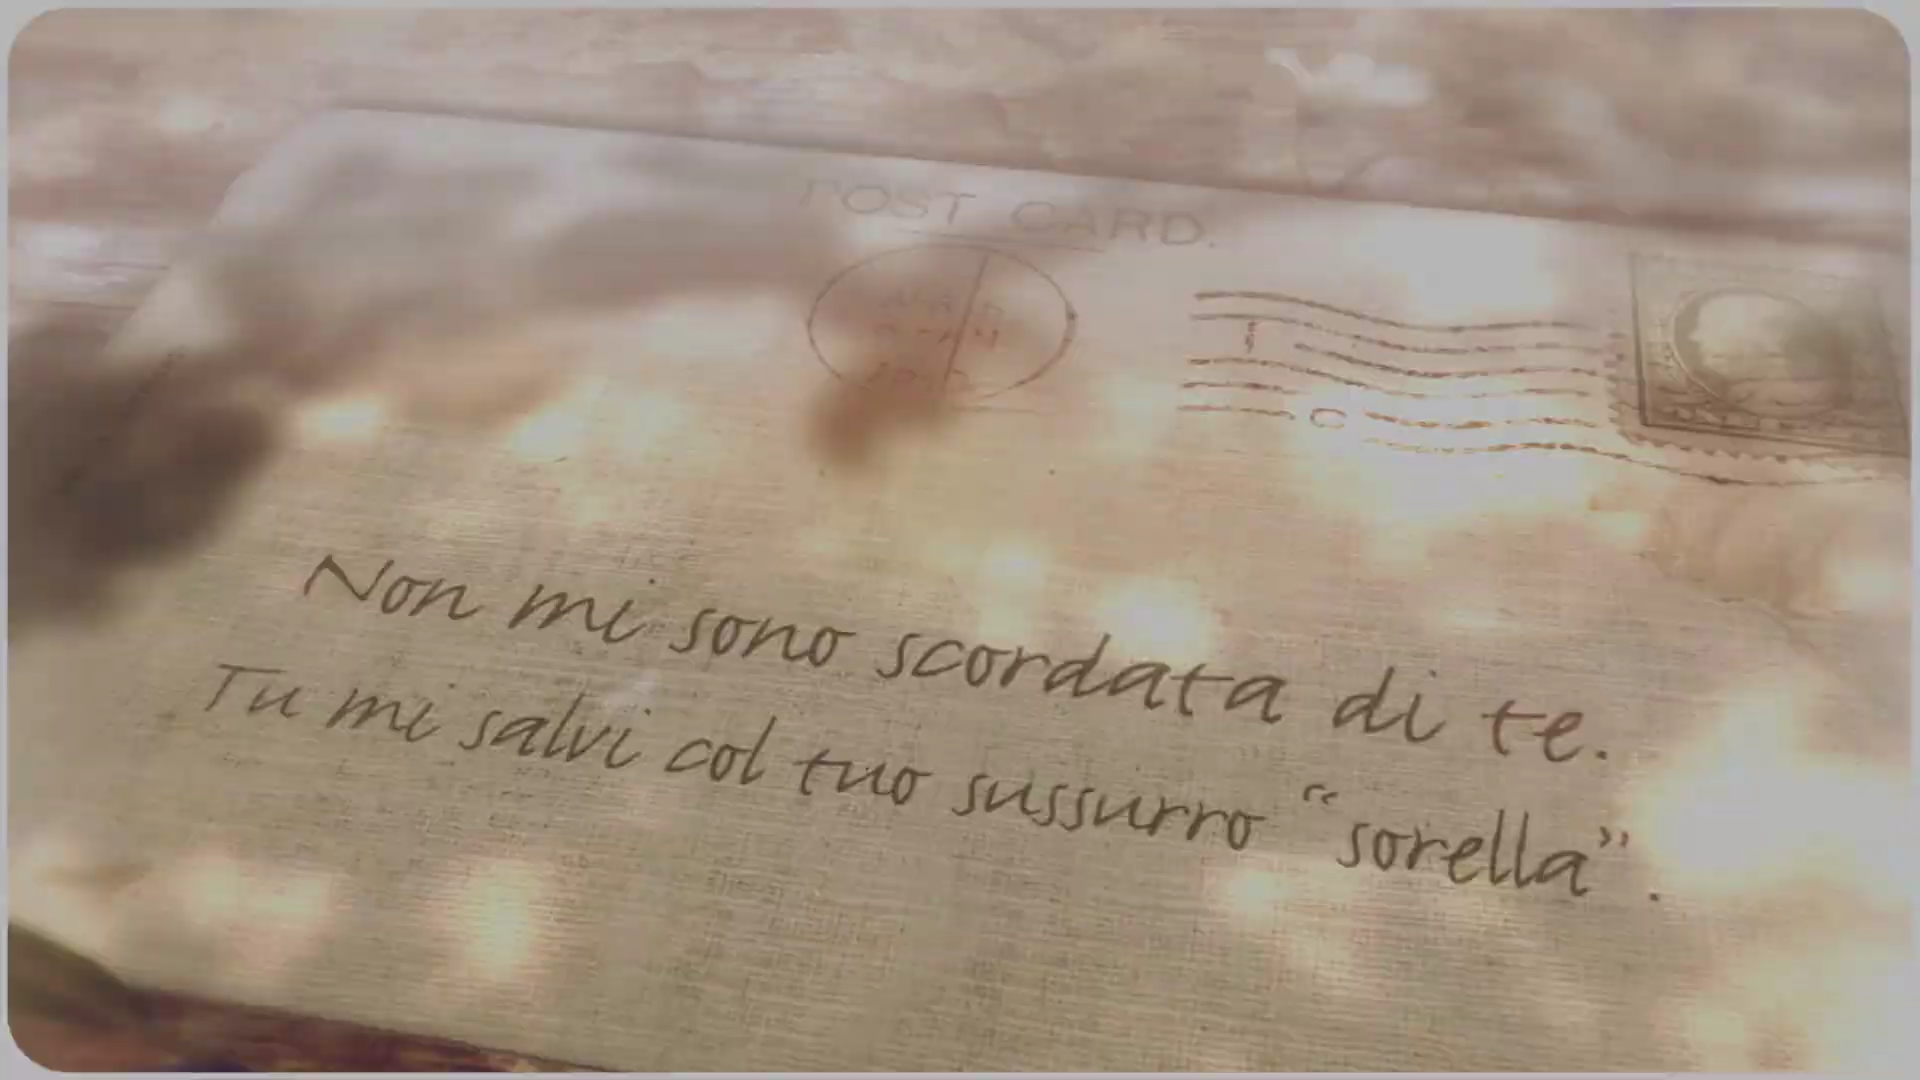 POST CARD.
Non mi sono scordata di te.
Tu mi salvi col tuo sussurro “sorella”.